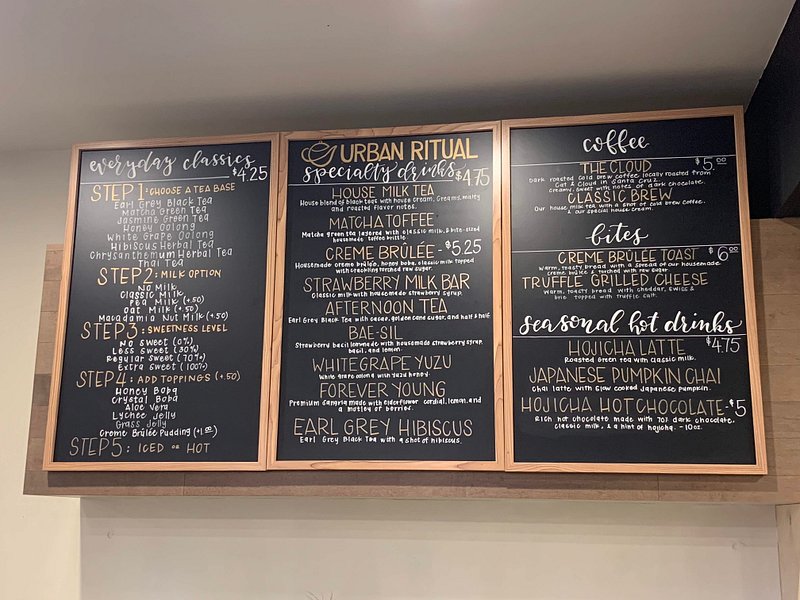 everyday classics
$4.25
STEP 1: CHOOSE A TEA BASE
Earl Grey Black Tea
Matcha Green Tea
Jasmine Green Tea
Honey Oolong
White Grape Oolong
Hibiscus Herbal Tea
Chrysanthemum Herbal Tea
Thai Tea
STEP 2: MILK OPTION
No Milk
Classic Milk
Pea Milk (+.50)
Oat Milk (+.50)
Macadamia Nut Milk (+.50)
STEP 3: SWEETNESS LEVEL
No Sweet (0%)
Less Sweet (30%)
Regular Sweet (70%)
Extra Sweet (100%)
STEP 4: ADD TOPPINGS (+.50)
Honey Boba
Crystal Boba
Aloe Vera
Lychee Jelly
Grass Jelly
Creme Brûlée Pudding (+1.00)
STEP 5: ICED OR HOT
URBAN RITUAL
specialty drinks $4.75
HOUSE MILK TEA
House blend of black teas with house cream. Creamy, malty
and roasted flavor notes.
MATCHA TOFFEE
Matcha green tea layered with classic milk, & bite-sized
housemade toffee brittle.
CREME BRÛLÉE - $5.25
Housemade creme brûlée, honey boba, classic milk topped
with crackling torched raw sugar.
STRAWBERRY MILK BAR
Classic milk with housemade strawberry syrup.
AFTERNOON TEA
Earl Grey Black Tea with cacao, golden cane sugar, and half & half.
BAE-SIL
Strawberry basil lemonade with housemade strawberry syrup,
basil, and lemon.
WHITE GRAPE YUZU
White grape oolong with yuzu honey.
FOREVER YOUNG
Premium sangria made with elderflower cordial, lemon, and
a motley of berries.
EARL GREY HIBISCUS
Earl Grey Black Tea with a shot of hibiscus.
coffee
THE CLOUD $5.00
Dark roasted cold brew coffee locally roasted from
Cat & Cloud in Santa Cruz.
Creamy, sweet with notes of dark chocolate.
CLASSIC BREW
Our house milk tea with a shot of cold brew coffee.
& our special house cream.
bites
CREME BRÛLÉE TOAST $6.00
Warm, toasty bread with a spread of our housemade
creme brûlée & torched with raw sugar.
TRUFFLE GRILLED CHEESE
Warm, toasty bread with cheddar, swiss &
brie topped with truffle salt.
seasonal hot drinks
$4.75
HOJICHA LATTE
Roasted Green tea with classic milk.
JAPANESE PUMPKIN CHAI
Chai latte with slow cooked Japanese Pumpkin.
HOJICHA HOT CHOCOLATE - $5
Rich hot chocolate made with 70% dark chocolate,
classic milk, & a hint of hojicha. - 10oz.